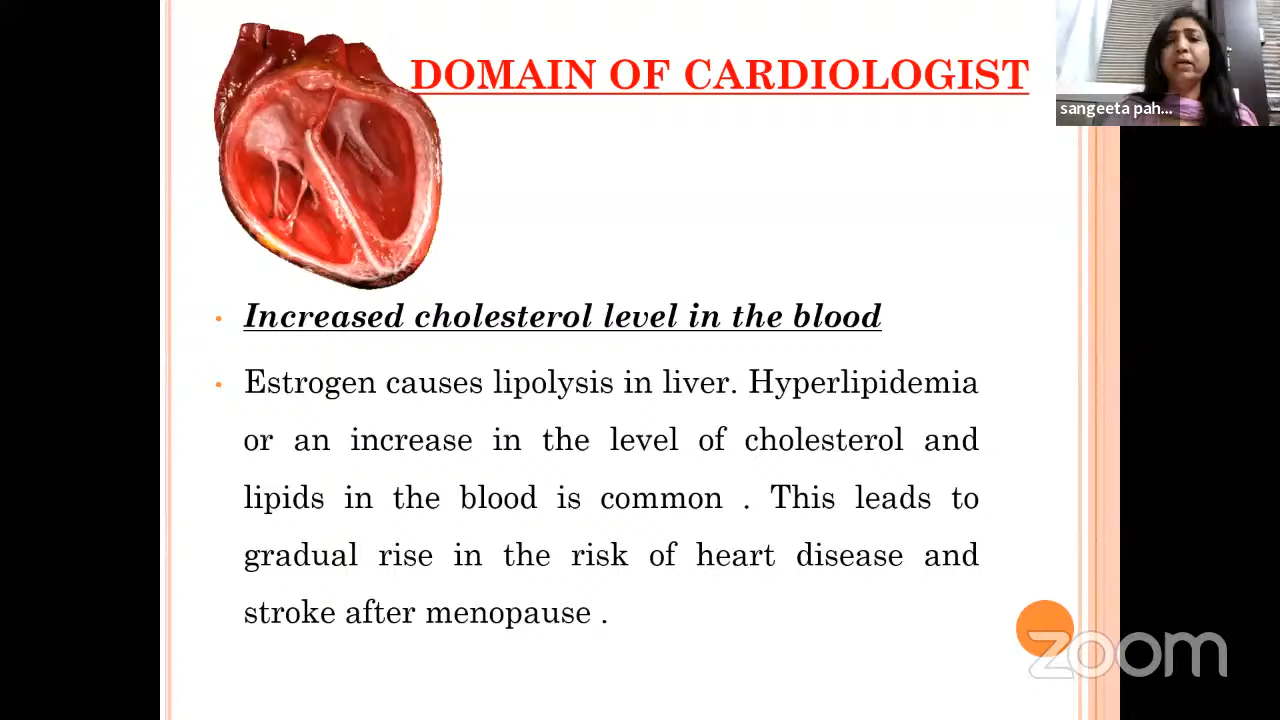 DOMAIN OF CARDIOLOGIST
sangeeta pah...
Increased cholesterol level in the blood
Estrogen causes lipolysis in liver. Hyperlipidemia
or an increase in the level of cholesterol and
lipids in the blood is common . This leads to
gradual rise in the risk of heart disease and
stroke after menopause .
zoom